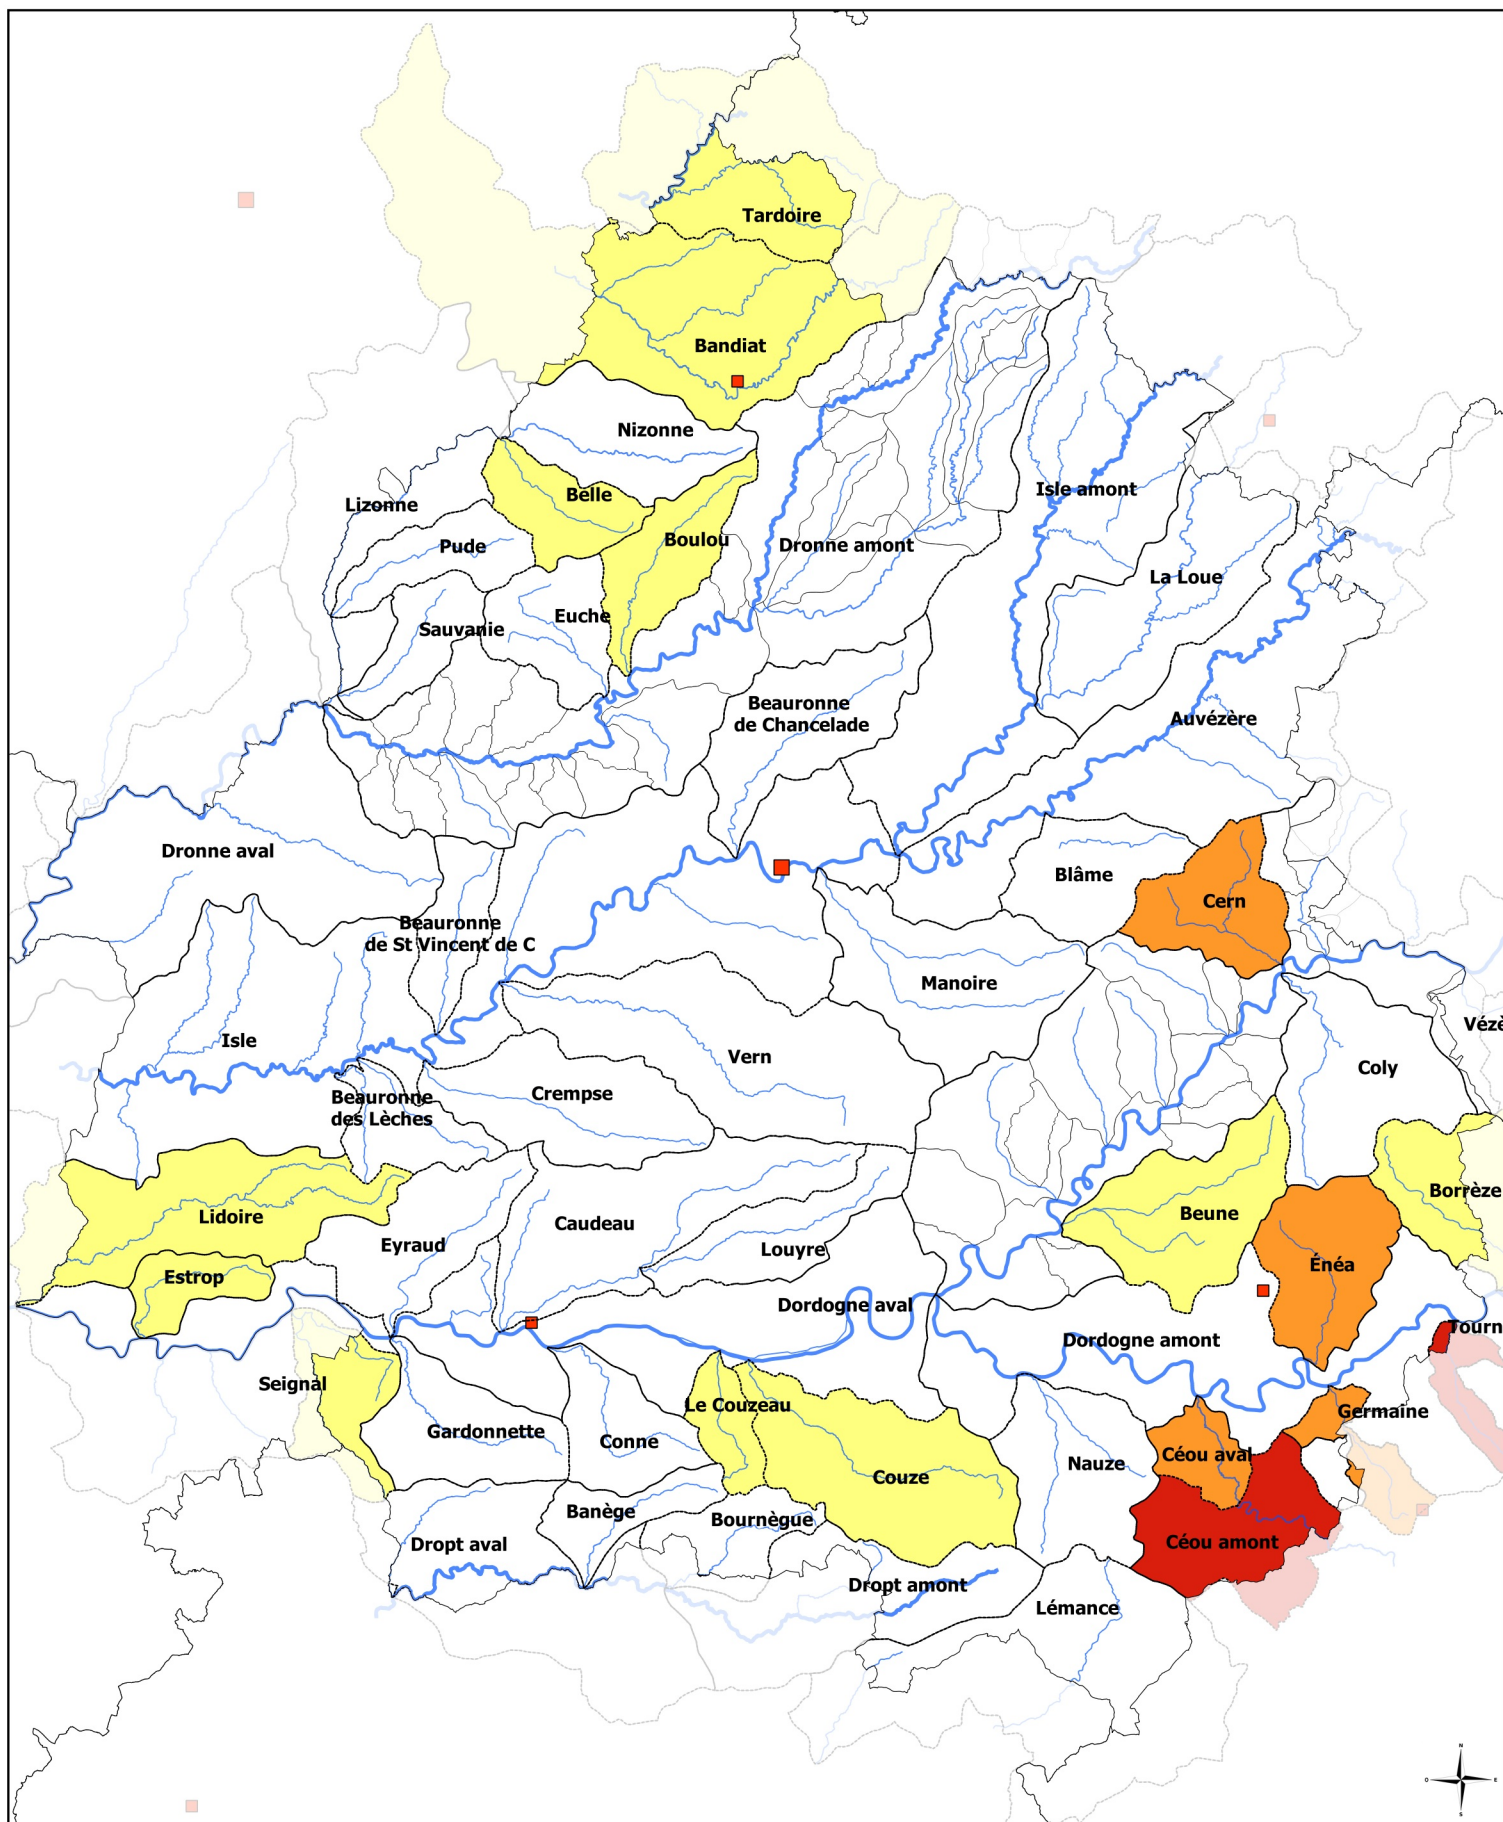 Tardoire
Bandiat
Nizonne
Belle
Isle amont
Lizonne
Boulou
Pude
Dronne amont
La Loue
Euche
Sauvanie
Beauronne
de Chancelade
Auvézère
Dronne aval
Blâme
Cern
Beauronne
de St Vincent de C
Manoire
Vézè
Isle
Vern
Coly
Crempse
Beauronne
des Lèches
Borrèze
Lidoire
Beune
Caudeau
Eyraud
Louyre
Énéa
Estrop
Dordogne aval
Tourn
Dordogne amont
Seignal
Le Couzeau
Germaine
Gardonnette
Conne
Céou aval
Nauze
Couze
Banège
Bournègue
Dropt aval
Céou amont
Dropt amont
Lémance
N
O
E
S